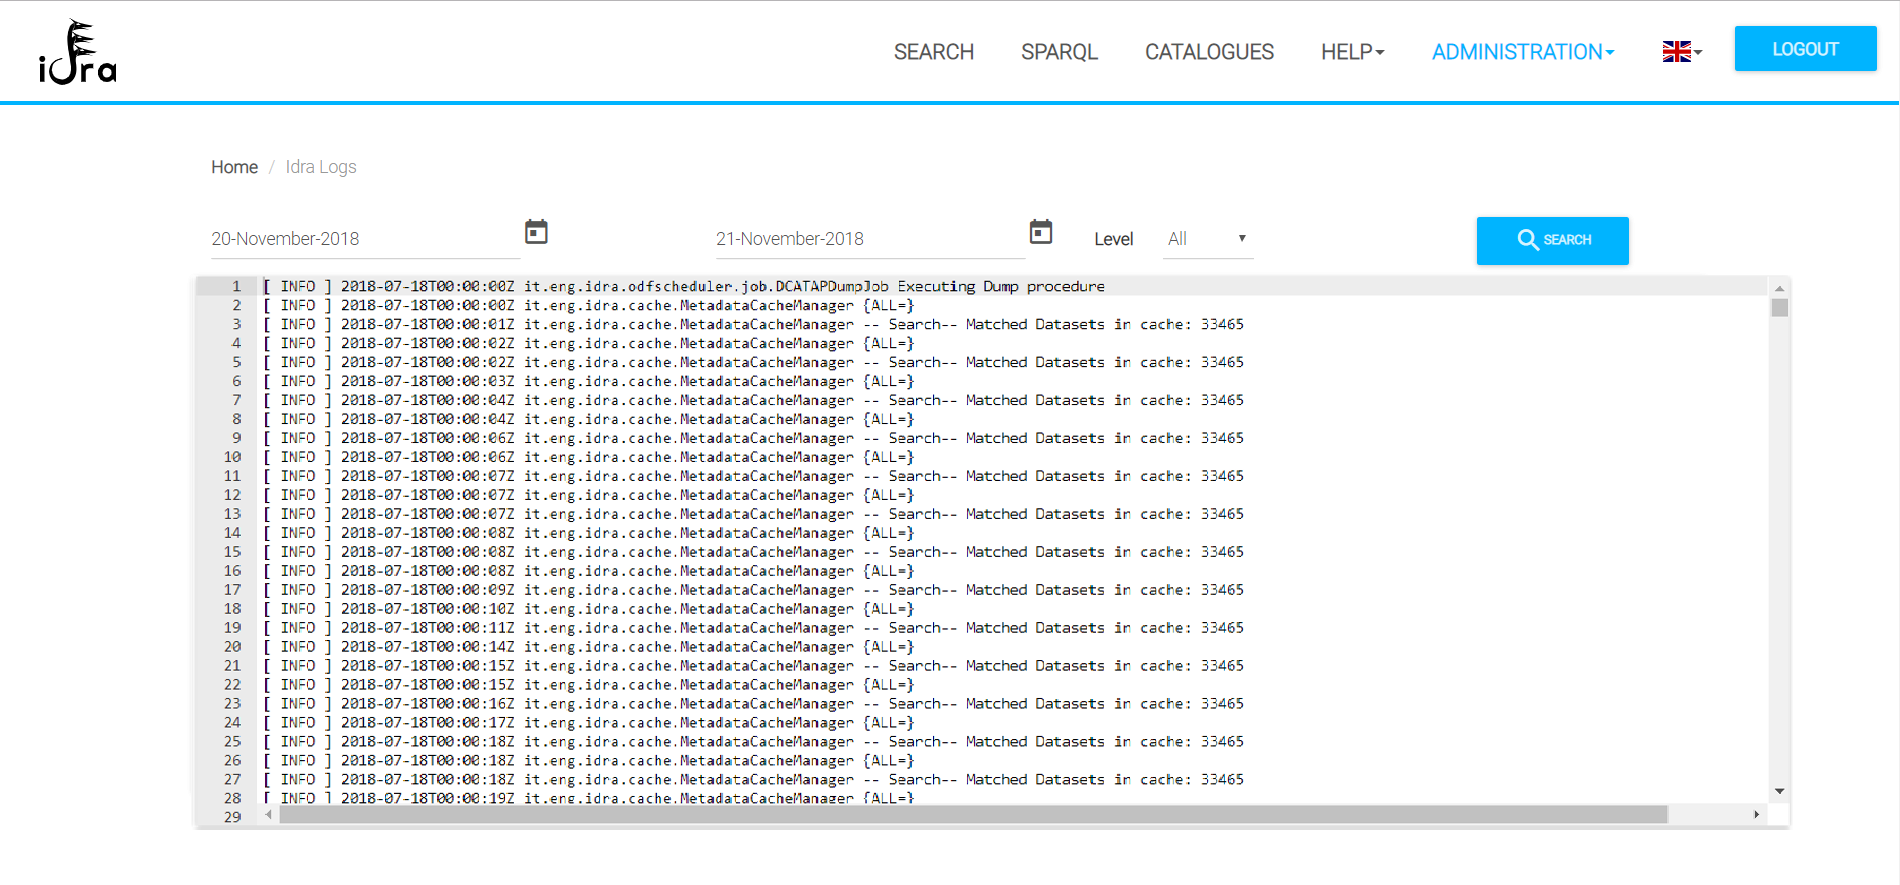 idra
SEARCH SPARQL CATALOGUES HELP ADMINISTRATION LOGOUT
Home / Idra Logs
20-November-2018 21-November-2018 Level All SEARCH
1 [ INFO ] 2018-07-18T00:00:00Z it.eng.idra.odfscheduler.job.DCATAPDumpJob Executing Dump procedure
2 [ INFO ] 2018-07-18T00:00:00Z it.eng.idra.cache.MetadataCacheManager {ALL=}
3 [ INFO ] 2018-07-18T00:00:01Z it.eng.idra.cache.MetadataCacheManager -- Search-- Matched Datasets in cache: 33465
4 [ INFO ] 2018-07-18T00:00:02Z it.eng.idra.cache.MetadataCacheManager {ALL=}
5 [ INFO ] 2018-07-18T00:00:02Z it.eng.idra.cache.MetadataCacheManager -- Search-- Matched Datasets in cache: 33465
6 [ INFO ] 2018-07-18T00:00:03Z it.eng.idra.cache.MetadataCacheManager {ALL=}
7 [ INFO ] 2018-07-18T00:00:04Z it.eng.idra.cache.MetadataCacheManager -- Search-- Matched Datasets in cache: 33465
8 [ INFO ] 2018-07-18T00:00:04Z it.eng.idra.cache.MetadataCacheManager {ALL=}
9 [ INFO ] 2018-07-18T00:00:06Z it.eng.idra.cache.MetadataCacheManager -- Search-- Matched Datasets in cache: 33465
10 [ INFO ] 2018-07-18T00:00:06Z it.eng.idra.cache.MetadataCacheManager {ALL=}
11 [ INFO ] 2018-07-18T00:00:07Z it.eng.idra.cache.MetadataCacheManager -- Search-- Matched Datasets in cache: 33465
12 [ INFO ] 2018-07-18T00:00:07Z it.eng.idra.cache.MetadataCacheManager {ALL=}
13 [ INFO ] 2018-07-18T00:00:07Z it.eng.idra.cache.MetadataCacheManager -- Search-- Matched Datasets in cache: 33465
14 [ INFO ] 2018-07-18T00:00:08Z it.eng.idra.cache.MetadataCacheManager {ALL=}
15 [ INFO ] 2018-07-18T00:00:08Z it.eng.idra.cache.MetadataCacheManager -- Search-- Matched Datasets in cache: 33465
16 [ INFO ] 2018-07-18T00:00:08Z it.eng.idra.cache.MetadataCacheManager {ALL=}
17 [ INFO ] 2018-07-18T00:00:09Z it.eng.idra.cache.MetadataCacheManager -- Search-- Matched Datasets in cache: 33465
18 [ INFO ] 2018-07-18T00:00:10Z it.eng.idra.cache.MetadataCacheManager {ALL=}
19 [ INFO ] 2018-07-18T00:00:11Z it.eng.idra.cache.MetadataCacheManager -- Search-- Matched Datasets in cache: 33465
20 [ INFO ] 2018-07-18T00:00:14Z it.eng.idra.cache.MetadataCacheManager {ALL=}
21 [ INFO ] 2018-07-18T00:00:15Z it.eng.idra.cache.MetadataCacheManager -- Search-- Matched Datasets in cache: 33465
22 [ INFO ] 2018-07-18T00:00:15Z it.eng.idra.cache.MetadataCacheManager {ALL=}
23 [ INFO ] 2018-07-18T00:00:16Z it.eng.idra.cache.MetadataCacheManager -- Search-- Matched Datasets in cache: 33465
24 [ INFO ] 2018-07-18T00:00:17Z it.eng.idra.cache.MetadataCacheManager {ALL=}
25 [ INFO ] 2018-07-18T00:00:18Z it.eng.idra.cache.MetadataCacheManager -- Search-- Matched Datasets in cache: 33465
26 [ INFO ] 2018-07-18T00:00:18Z it.eng.idra.cache.MetadataCacheManager {ALL=}
27 [ INFO ] 2018-07-18T00:00:18Z it.eng.idra.cache.MetadataCacheManager -- Search-- Matched Datasets in cache: 33465
28 [ INFO ] 2018-07-18T00:00:19Z it.eng.idra.cache.MetadataCacheManager {ALL=}
29